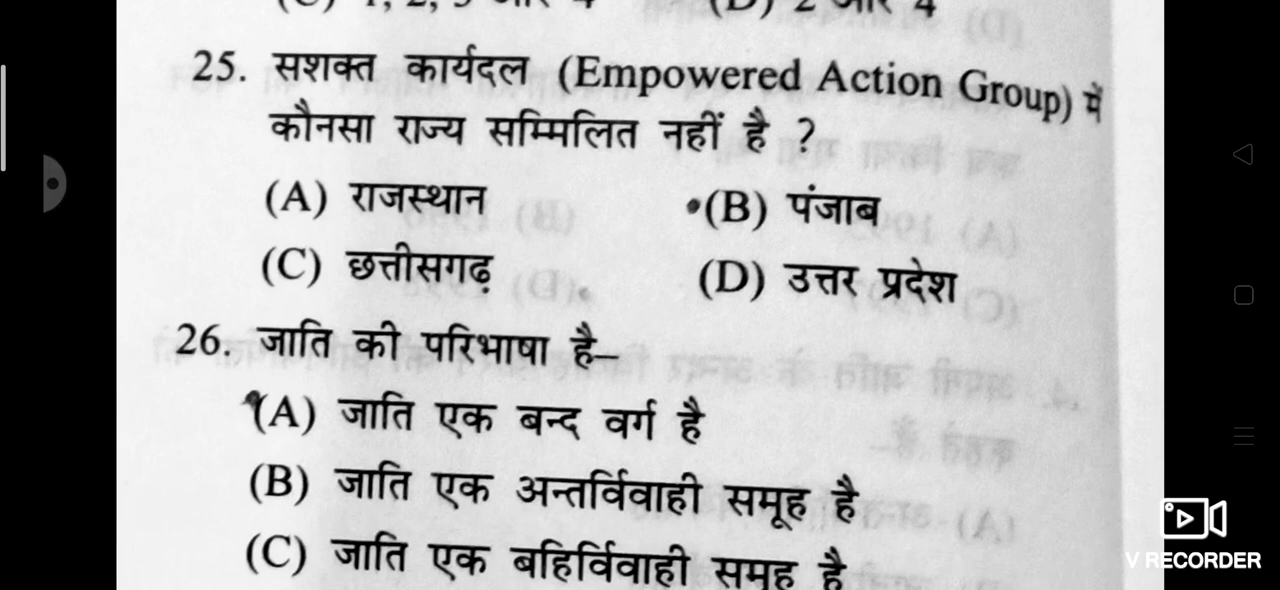 25. सशक्त कार्यदल (Empowered Action Group) में
कौनसा राज्य सम्मिलित नहीं है ?
(A) राजस्थान (B) पंजाब
(C) छत्तीसगढ़ (D) उत्तर प्रदेश
26. जाति की परिभाषा है–
(A) जाति एक बन्द वर्ग है
(B) जाति एक अन्तर्विवाही समूह है
(C) जाति एक बहिर्विवाही समूह है
V RECORDER